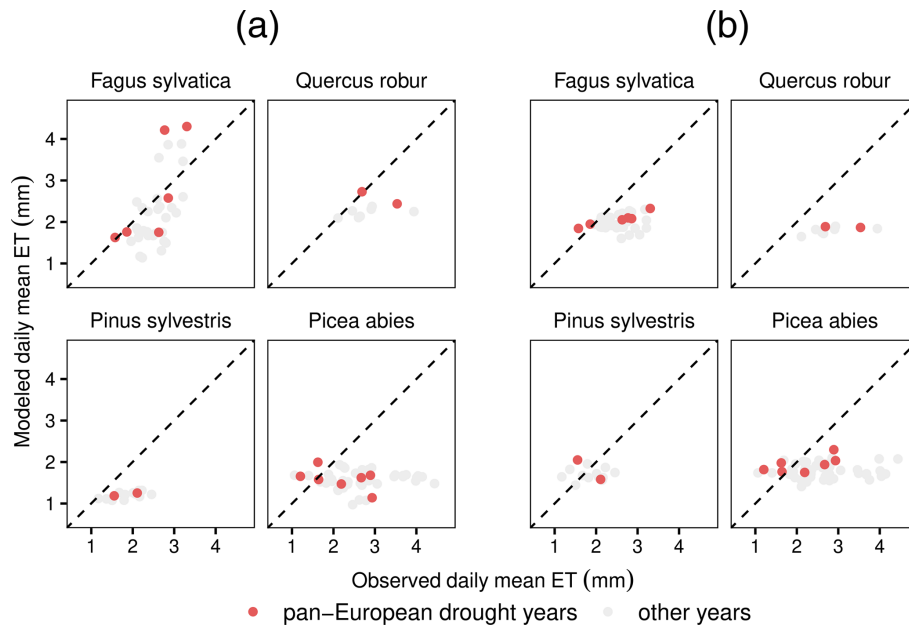 (a) (b)
Fagus sylvatica Quercus robur Fagus sylvatica Quercus robur
4
3
2
1
Pinus sylvestris Picea abies Pinus sylvestris Picea abies
4
3
2
1
Modeled daily mean ET (mm)
1 2 3 4 1 2 3 4 1 2 3 4 1 2 3 4
Observed daily mean ET (mm)
pan−European drought years other years